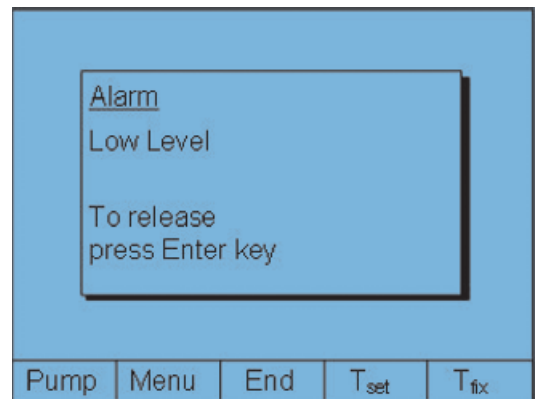 Alarm
Low Level
To release
press Enter key
Pump Menu End Tset Tfix